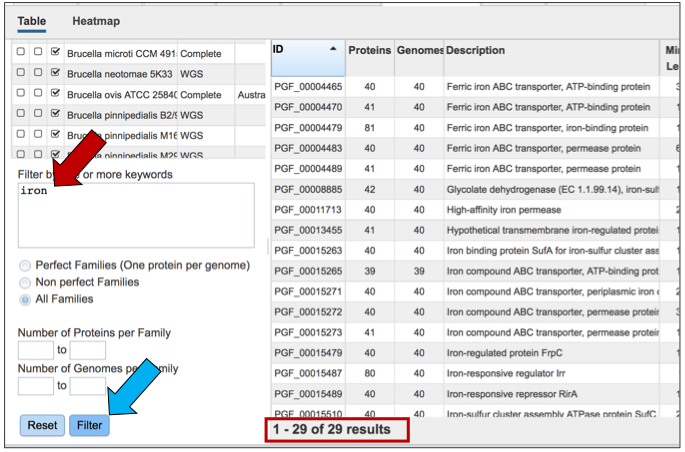 Table Heatmap
Brucella microti CCM 491 Complete
Brucella neotomae 5K33 WGS
Brucella ovis ATCC 25840 Complete Austra
Brucella pinnipedialis B2/9 WGS
Brucella pinnipedialis M16 WGS
Brucella pinnipedialis M29 WGS
Filter by or more keywords
iron
Perfect Families (One protein per genome)
Non perfect Families
All Families
Number of Proteins per Family
to
Number of Genomes per Family
to
Reset Filter
ID Proteins Genomes Description Min
Le
PGF_00004465 40 40 Ferric iron ABC transporter, ATP-binding protein
PGF_00004470 41 40 Ferric iron ABC transporter, ATP-binding protein
PGF_00004479 81 40 Ferric iron ABC transporter, iron-binding protein
PGF_00004483 40 40 Ferric iron ABC transporter, permease protein
PGF_00004489 41 40 Ferric iron ABC transporter, permease protein
PGF_00008885 42 40 Glycolate dehydrogenase (EC 1.1.99.14), iron-sul
PGF_00011713 40 40 High-affinity iron permease
PGF_00013455 41 40 Hypothetical transmembrane iron-regulated protei
PGF_00015263 40 40 Iron binding protein SufA for iron-sulfur cluster ass
PGF_00015265 39 39 Iron compound ABC transporter, ATP-binding prot
PGF_00015271 40 40 Iron compound ABC transporter, periplasmic iron
PGF_00015272 40 40 Iron compound ABC transporter, permease protein
PGF_00015273 41 40 Iron compound ABC transporter, permease protein
PGF_00015479 40 40 Iron-regulated protein FrpC
PGF_00015487 80 40 Iron-responsive regulator Irr
PGF_00015489 40 40 Iron-responsive repressor RirA
PGF_00015510 40 40 Iron-sulfur cluster assembly ATPase protein SufC
1 - 29 of 29 results